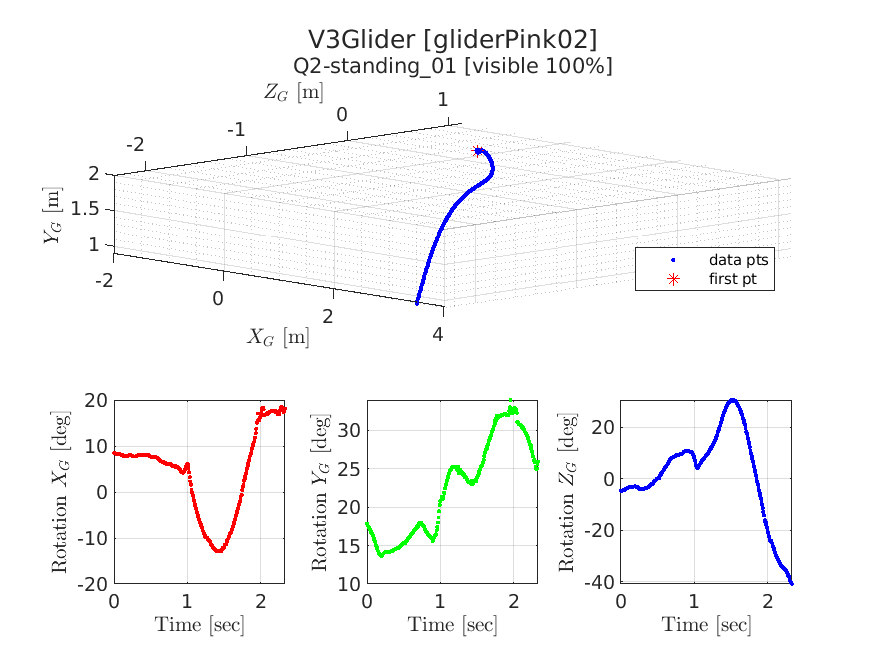 V3Glider [gliderPink02]
Q2-standing_01 [visible 100%]
Z_G [m]
-2 -1 0 1
Y_G [m]
2
1.5
1
-2 0 2 4
X_G [m]
data pts
first pt
Rotation X_G [deg]
20
10
0
-10
-20
0 1 2
Time [sec]
Rotation Y_G [deg]
30
25
20
15
10
0 1 2
Time [sec]
Rotation Z_G [deg]
20
0
-20
-40
0 1 2
Time [sec]